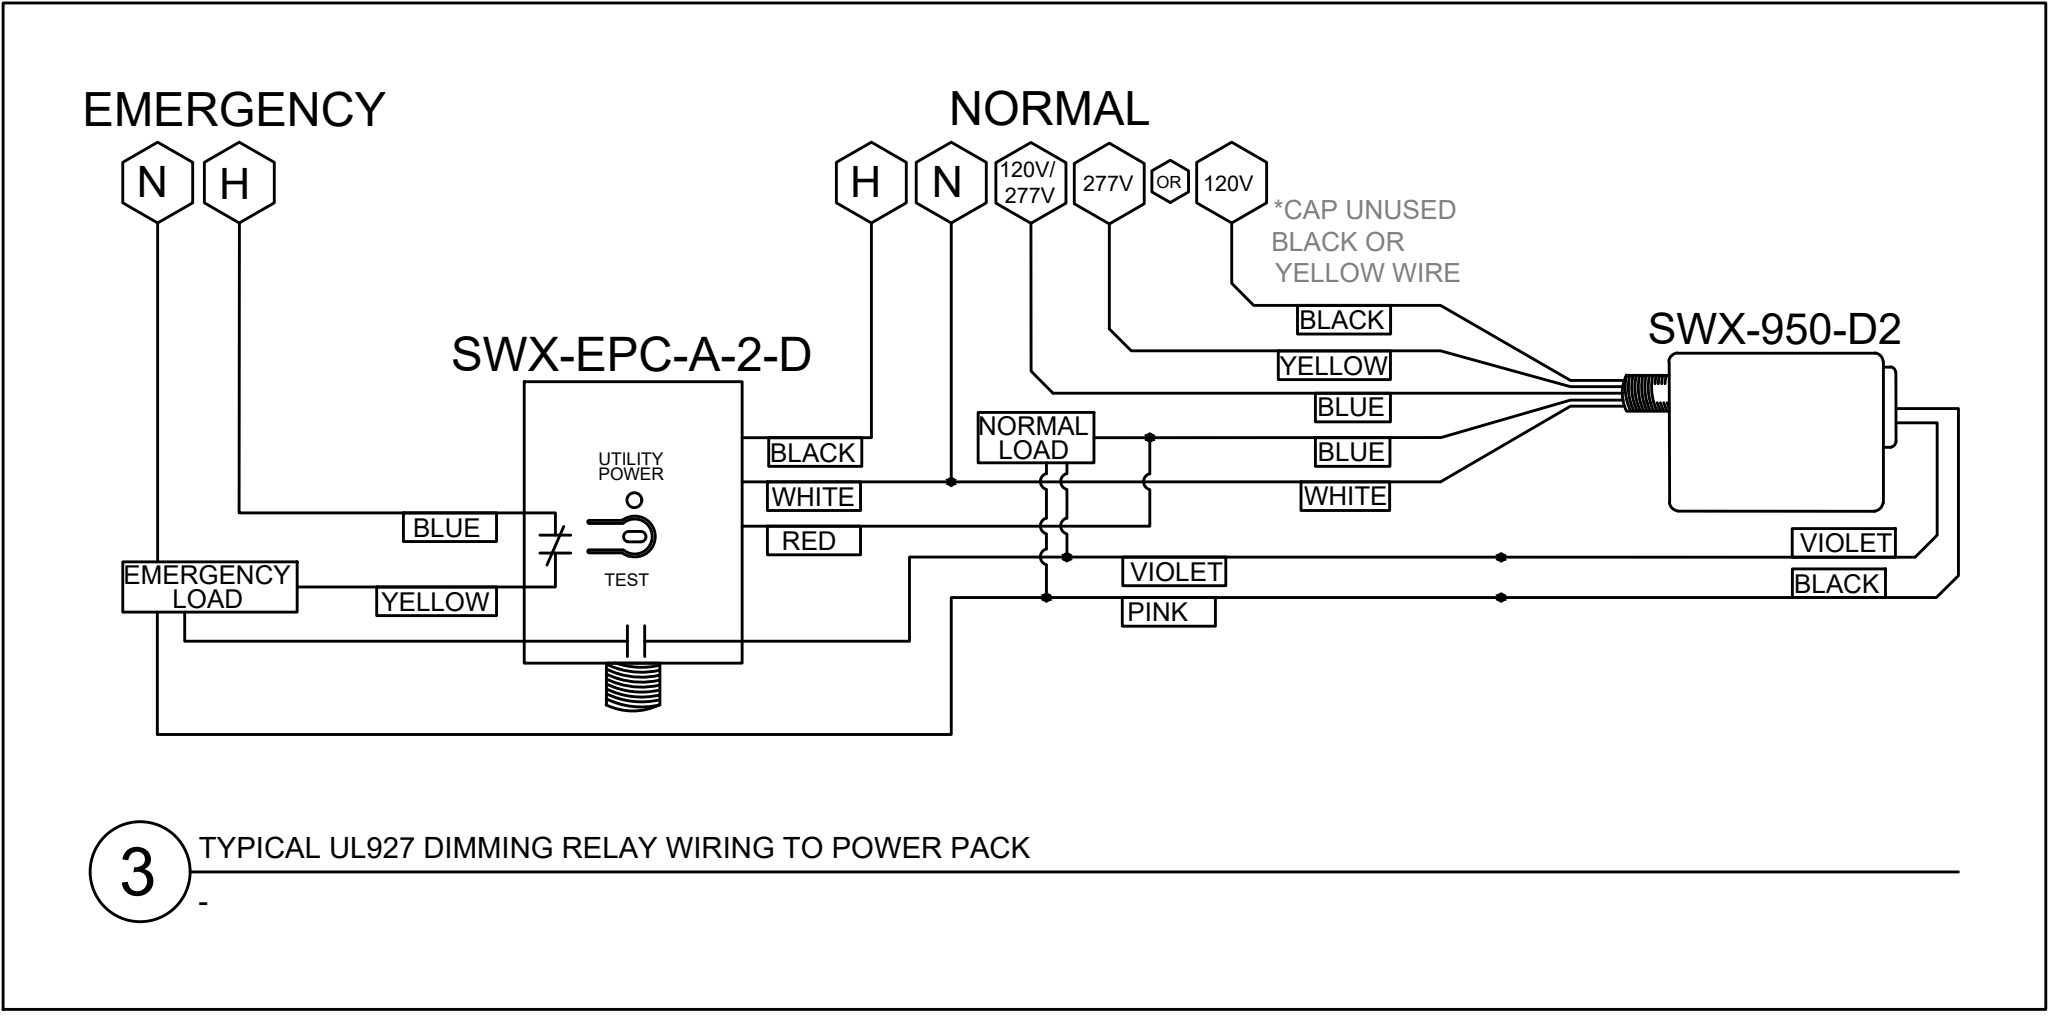 EMERGENCY
NORMAL
N
H
H
N
120V/
277V
277V
OR
120V
*CAP UNUSED
BLACK OR
YELLOW WIRE
SWX-EPC-A-2-D
SWX-950-D2
BLACK
YELLOW
BLUE
NORMAL
LOAD
BLACK
BLUE
UTILITY
POWER
WHITE
WHITE
BLUE
RED
VIOLET
EMERGENCY
LOAD
TEST
VIOLET
BLACK
YELLOW
PINK
3
TYPICAL UL927 DIMMING RELAY WIRING TO POWER PACK
-